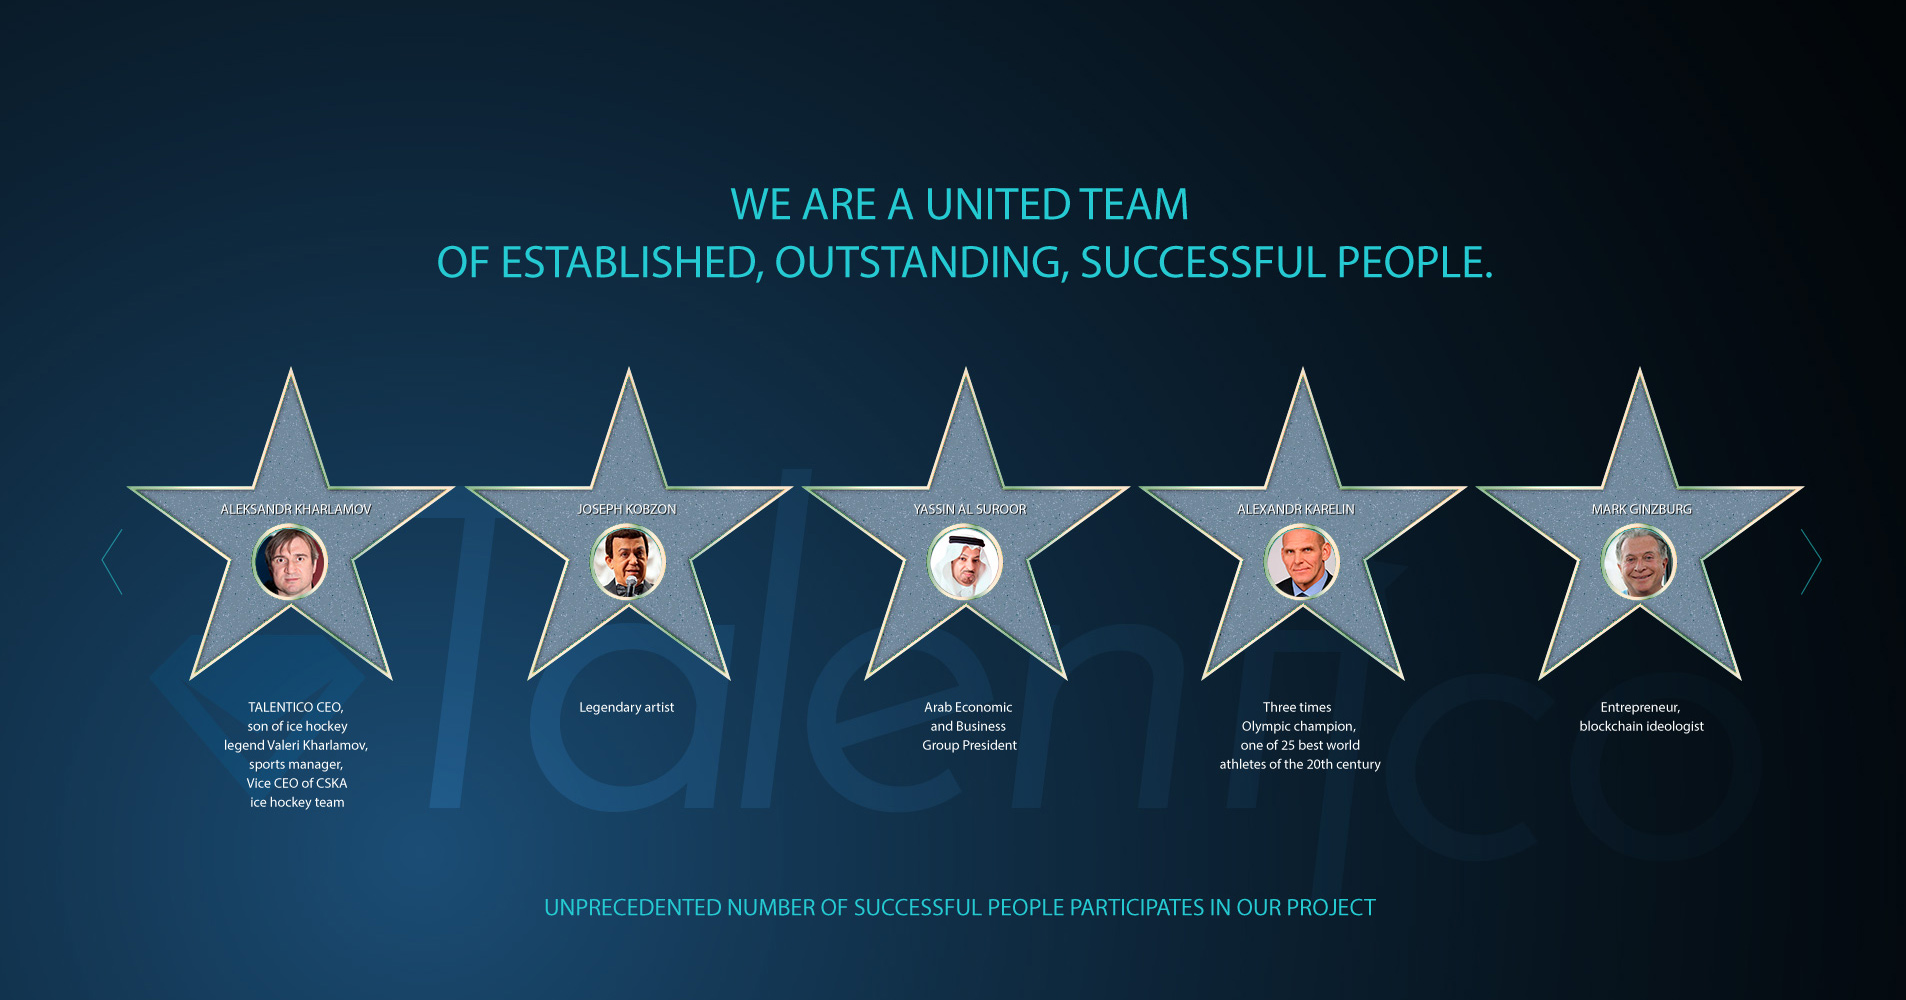 WE ARE A UNITED TEAM
OF ESTABLISHED, OUTSTANDING, SUCCESSFUL PEOPLE.
ALEKSANDR KHARLAMOV
TALENTICO CEO,
son of ice hockey
legend Valeri Kharlamov,
sports manager,
Vice CEO of CSKA
ice hockey team
JOSEPH KOBZON
Legendary artist
YASSIN AL SUROOR
Arab Economic
and Business
Group President
ALEXANDR KARELIN
Three times
Olympic champion,
one of 25 best world
athletes of the 20th century
MARK GINZBURG
Entrepreneur,
blockchain ideologist
Talentico
UNPRECEDENTED NUMBER OF SUCCESSFUL PEOPLE PARTICIPATES IN OUR PROJECT